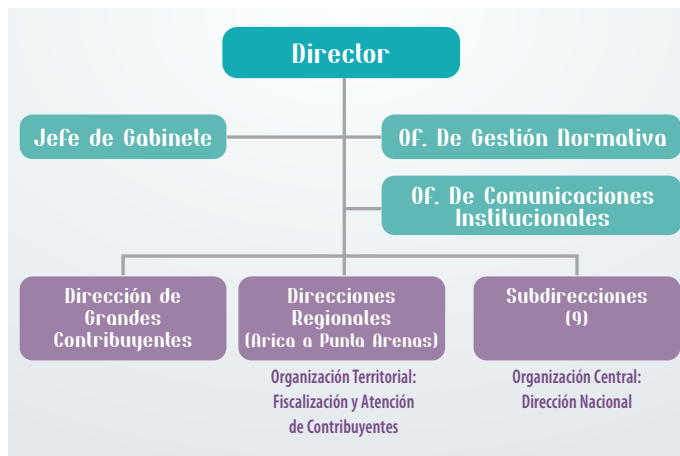 Director
Jefe de Gabinete
Of. De Gestión Normativa
Of. De Comunicaciones
Institucionales
Dirección de
Grandes
Contribuyentes
Direcciones
Regionales
(Arica a Punta Arenas)
Subdirecciones
(9)
Organización Territorial:
Fiscalización y Atención
de Contribuyentes
Organización Central:
Dirección Nacional